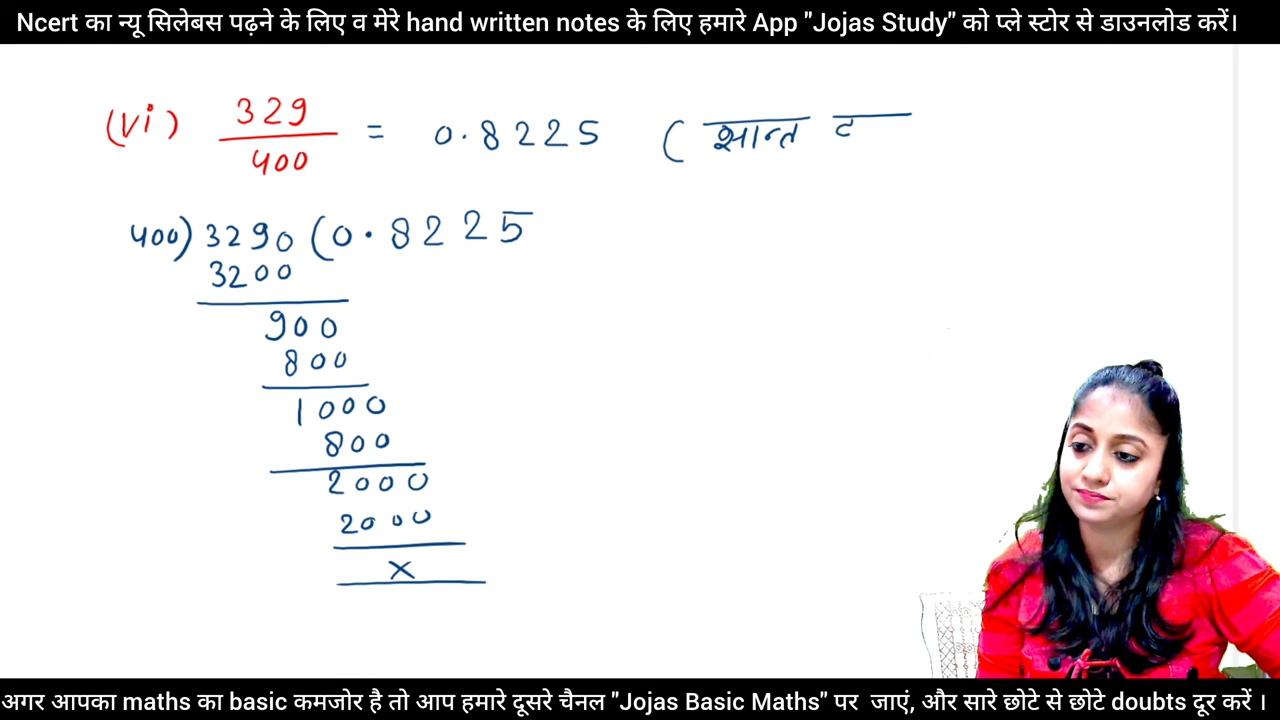 Ncert का न्यू सिलेबस पढ़ने के लिए व मेरे hand written notes के लिए हमारे App "Jojas Study" को प्ले स्टोर से डाउनलोड करें।
(vi) 329/400 = 0.8225 ( सान्त द
400) 3290 (0.8225
3200
900
800
1000
800
2000
2000
x
अगर आपका maths का basic कमजोर है तो आप हमारे दूसरे चैनल "Jojas Basic Maths" पर जाएं, और सारे छोटे से छोटे doubts दूर करें ।